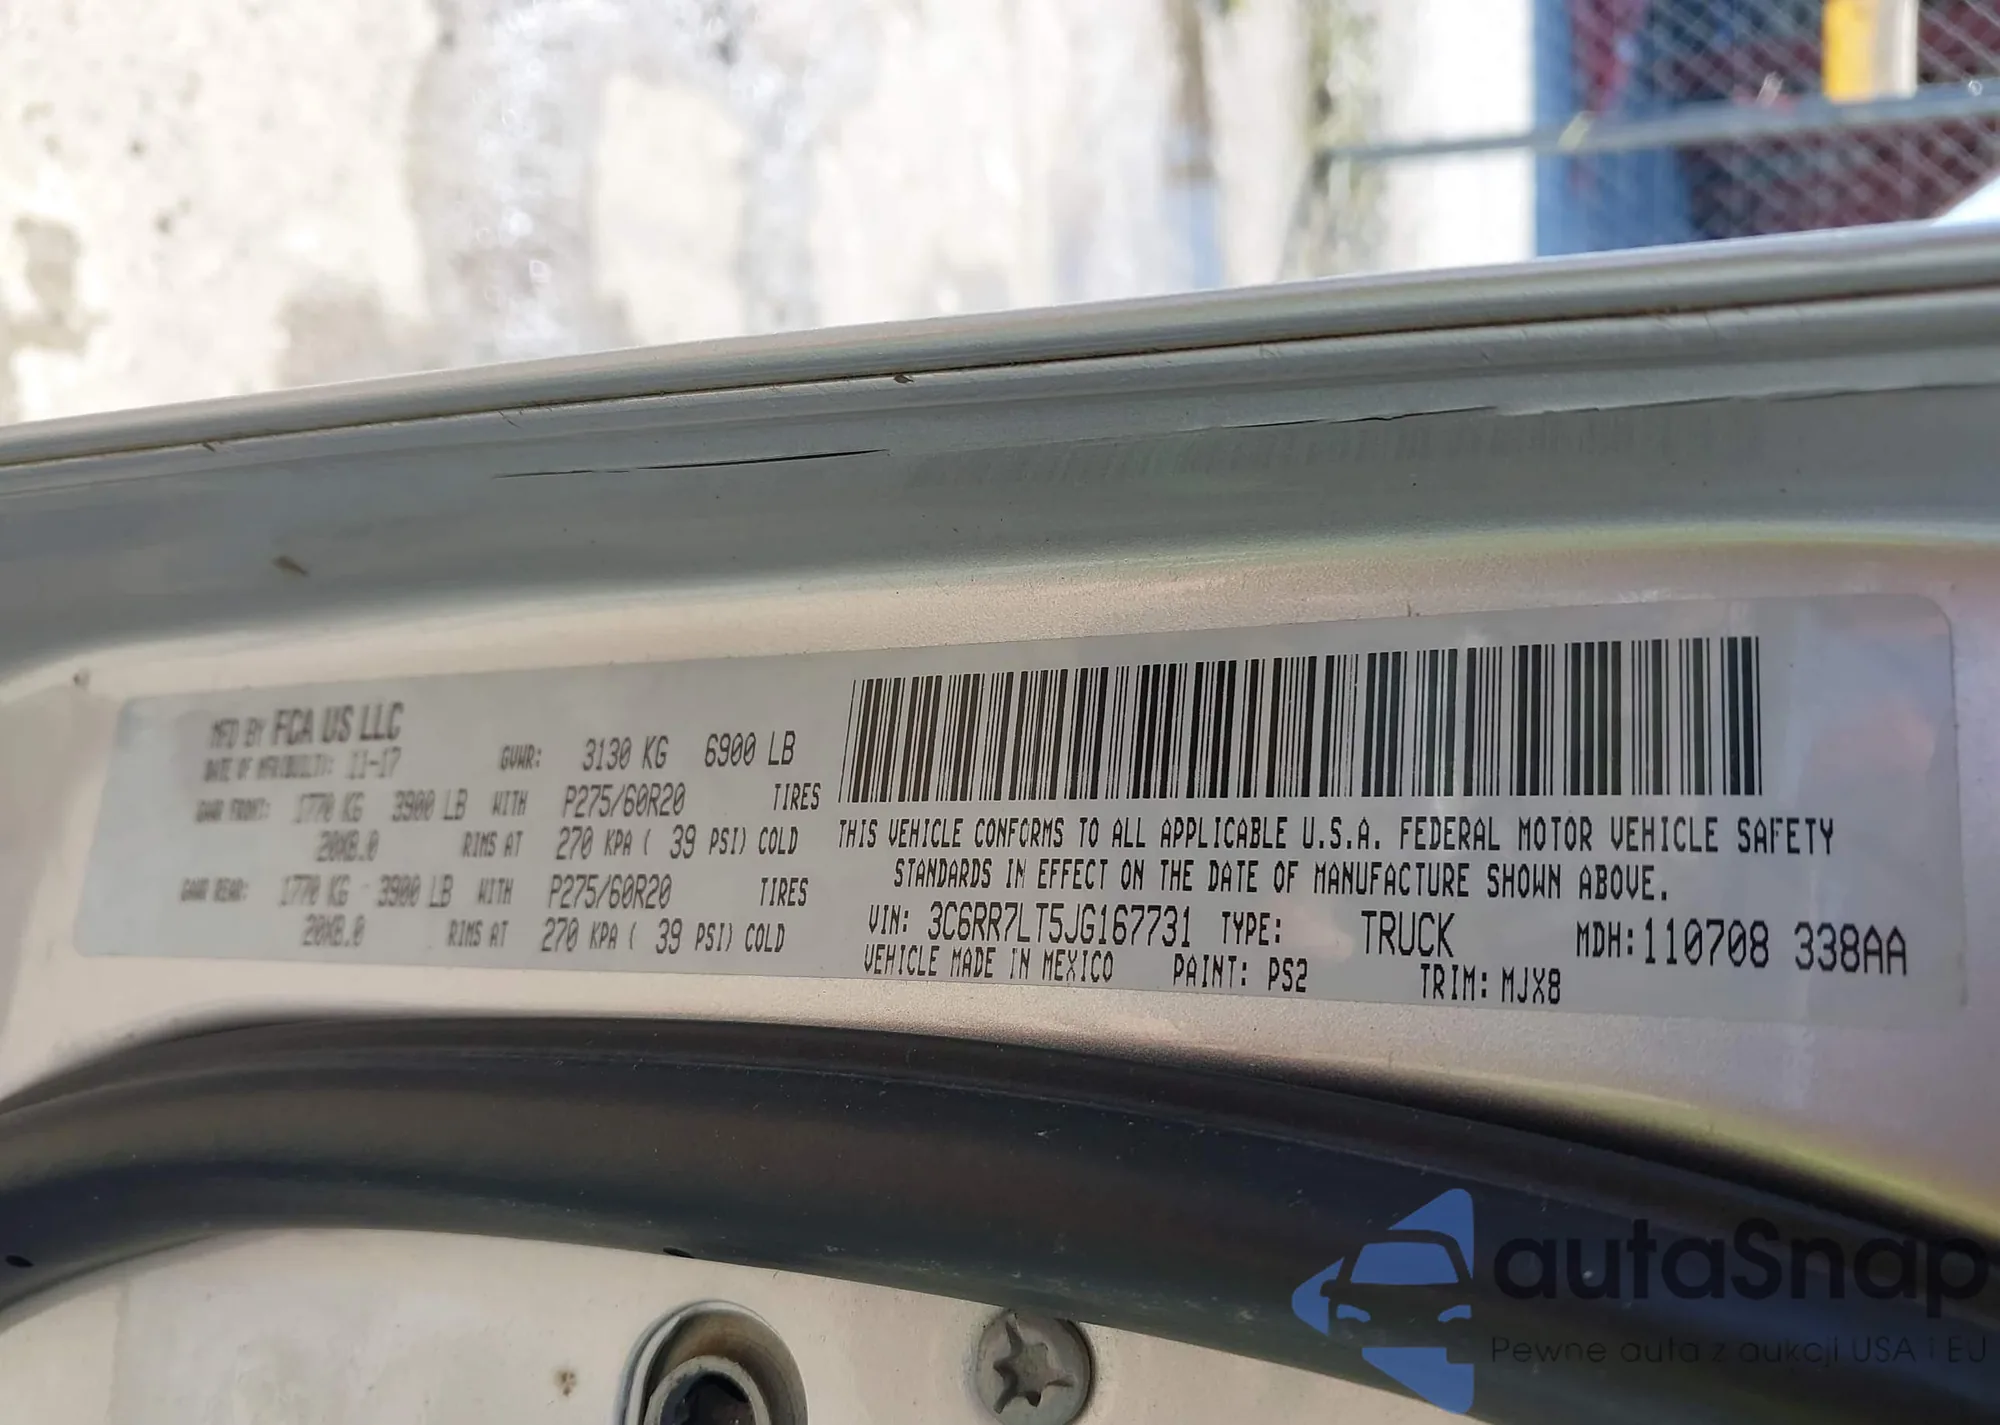 MFD BY FCA US LLC
DATE OF MFR(BUILT): 11-17 GVWR: 3130 KG 6900 LB
GAWR FRONT: 1770 KG 3900 LB WITH P275/60R20 TIRES
20X8.0 RIMS AT 270 KPA ( 39 PSI) COLD
GAWR REAR: 1770 KG 3900 LB WITH P275/60R20 TIRES
20X8.0 RIMS AT 270 KPA ( 39 PSI) COLD
THIS VEHICLE CONFORMS TO ALL APPLICABLE U.S.A. FEDERAL MOTOR VEHICLE SAFETY
STANDARDS IN EFFECT ON THE DATE OF MANUFACTURE SHOWN ABOVE.
VIN: 3C6RR7LT5JG167731 TYPE: TRUCK MDH:110708 338AA
VEHICLE MADE IN MEXICO PAINT: PS2 TRIM: MJX8
autaSnap
Pewne auta z aukcji USA i EU